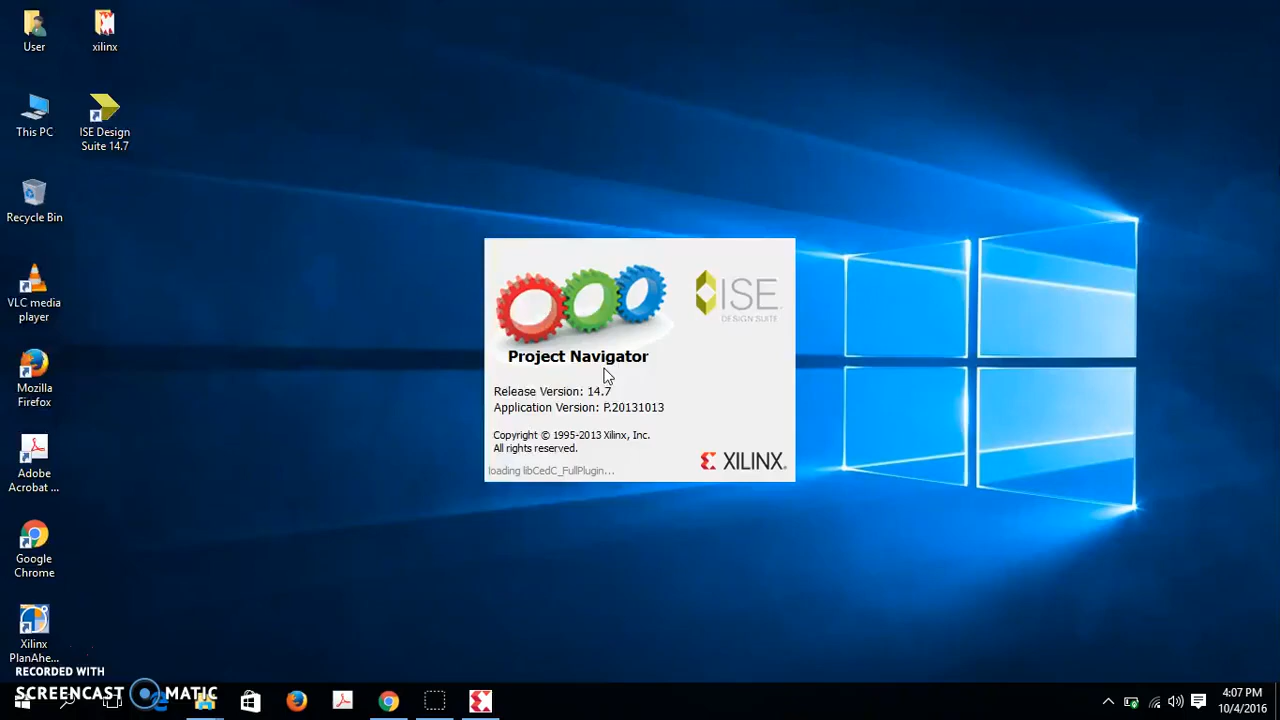 User
xilinx
This PC
ISE Design
Suite 14.7
Recycle Bin
VLC media
player
Mozilla
Firefox
Adobe
Acrobat ...
Google
Chrome
Xilinx
PlanAhe...
ISE
DESIGN SUITE
Project Navigator
Release Version: 14.7
Application Version: P.20131013
Copyright © 1995-2013 Xilinx, Inc.
All rights reserved.
loading libCedC_FullPlugin...
XILINX
RECORDED WITH
SCREENCAST MATIC
4:07 PM
10/4/2016